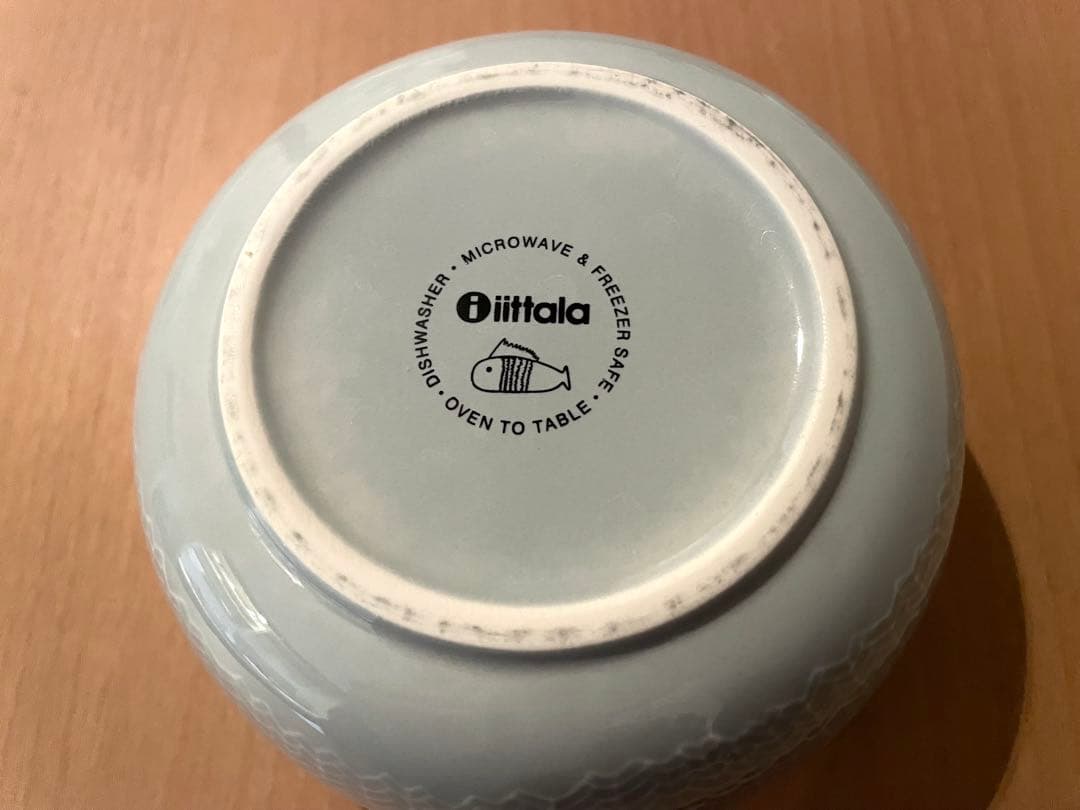 MICROWAVE & FREEZER SAFE •
OVEN TO TABLE •
DISHWASHER •
i iittala